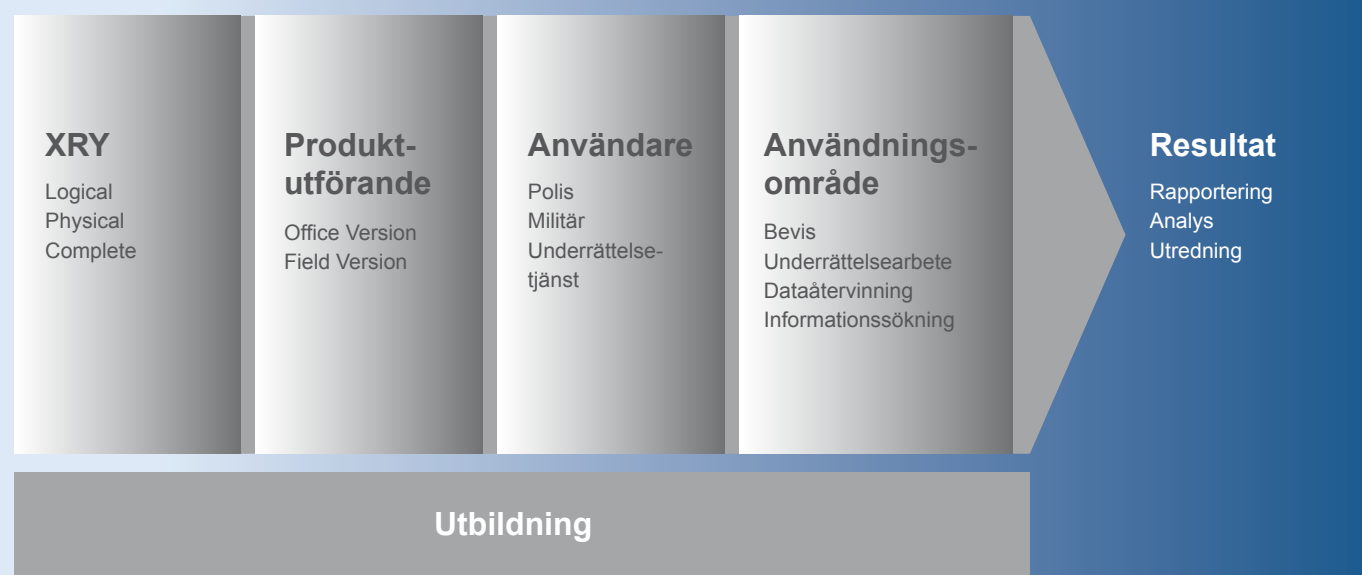 XRY
Logical
Physical
Complete
Produkt-
utförande
Office Version
Field Version
Användare
Polis
Militär
Underrättelse-
tjänst
Användnings-
område
Bevis
Underrättelsearbete
Dataåtervinning
Informationssökning
Resultat
Rapportering
Analys
Utredning
Utbildning